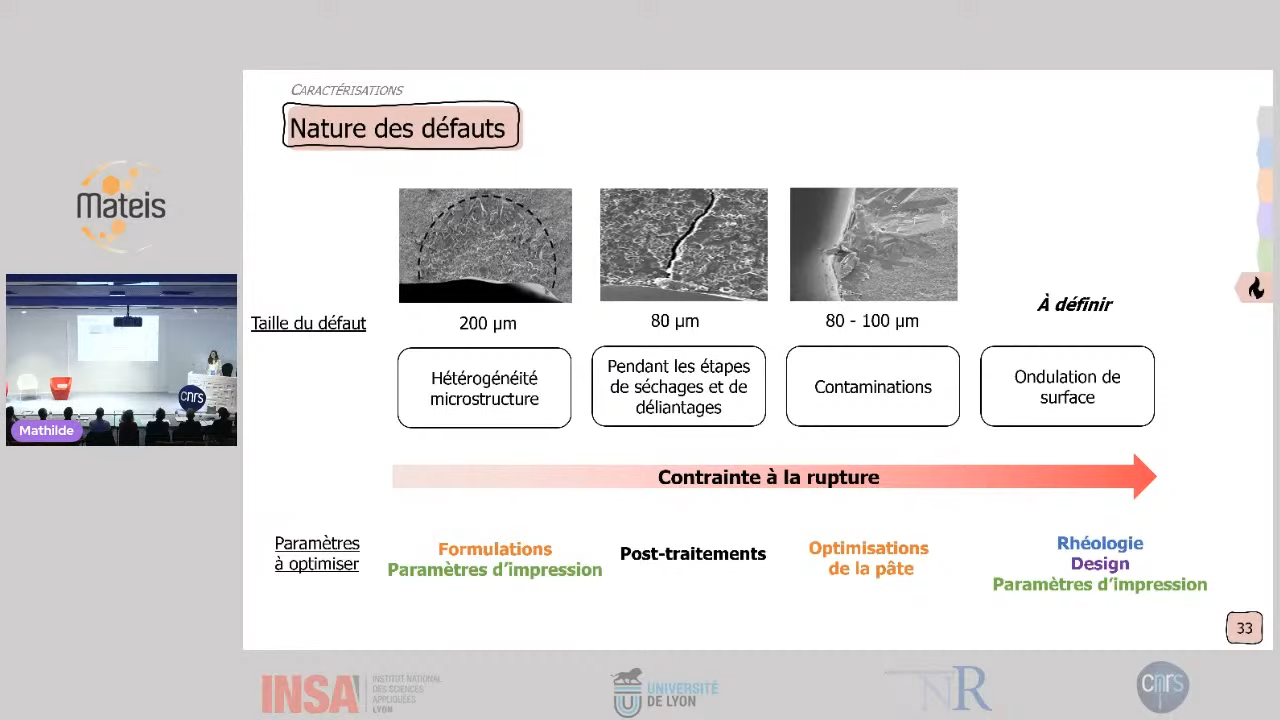 CARACTÉRISATIONS
Nature des défauts
Mateis
Taille du défaut
200 µm
80 µm
80 - 100 µm
À définir
Hétérogénéité
microstructure
Pendant les étapes
de séchages et de
déliantages
Contaminations
Ondulation de
surface
Contrainte à la rupture
Paramètres
à optimiser
Formulations
Paramètres d'impression
Post-traitements
Optimisations
de la pâte
Rhéologie
Design
Paramètres d'impression
33
cnrs
Mathilde
INSA
INSTITUT NATIONAL
DES SCIENCES
APPLIQUÉES
LYON
UNIVERSITÉ
DE LYON
NR
cnrs